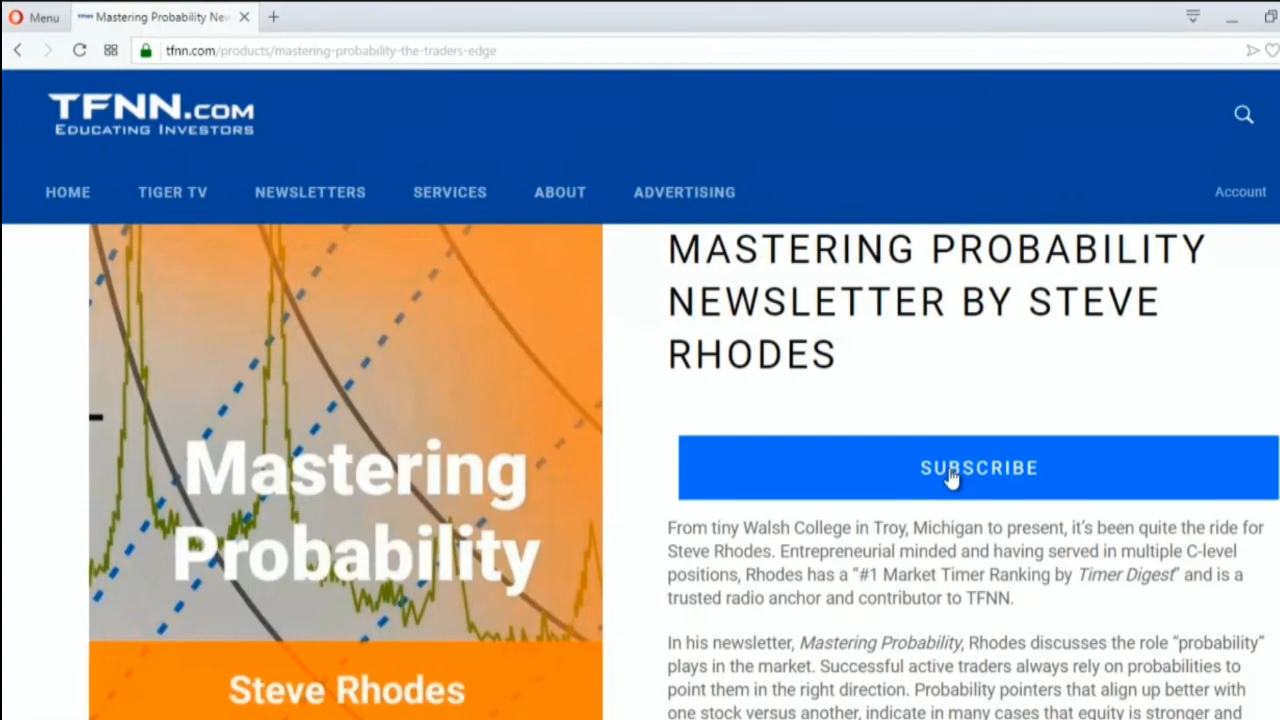 Menu
Mastering Probability New
tfnn.com/products/mastering-probability-the-traders-edge
TFNN.COM
EDUCATING INVESTORS
HOME TIGER TV NEWSLETTERS SERVICES ABOUT ADVERTISING
Account
MASTERING PROBABILITY
NEWSLETTER BY STEVE
RHODES
Mastering
Probability
Steve Rhodes
SUBSCRIBE
From tiny Walsh College in Troy, Michigan to present, it’s been quite the ride for
Steve Rhodes. Entrepreneurial minded and having served in multiple C-level
positions, Rhodes has a “#1 Market Timer Ranking by Timer Digest” and is a
trusted radio anchor and contributor to TFNN.
In his newsletter, Mastering Probability, Rhodes discusses the role “probability”
plays in the market. Successful active traders always rely on probabilities to
point them in the right direction. Probability pointers that align up better with
one stock versus another, indicate in many cases that equity is stronger and